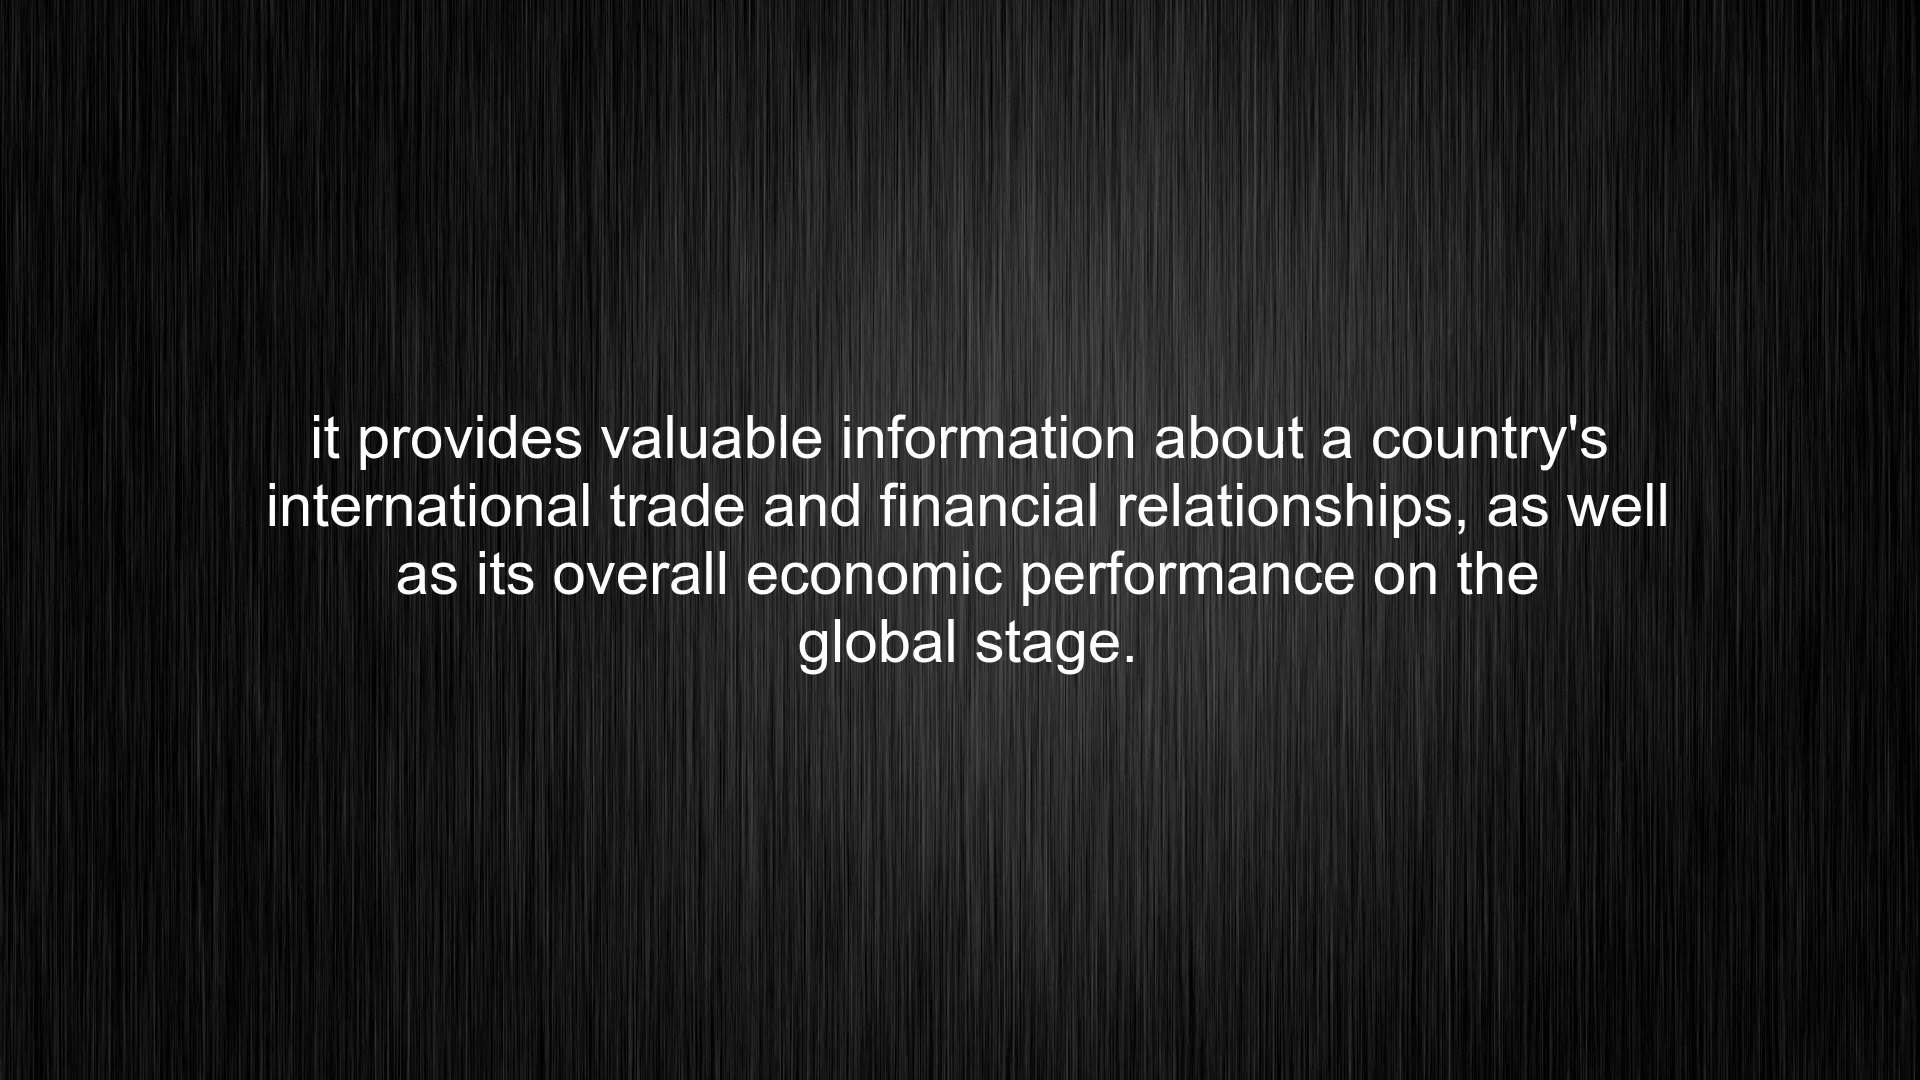 it provides valuable information about a country's
international trade and financial relationships, as well
as its overall economic performance on the
global stage.